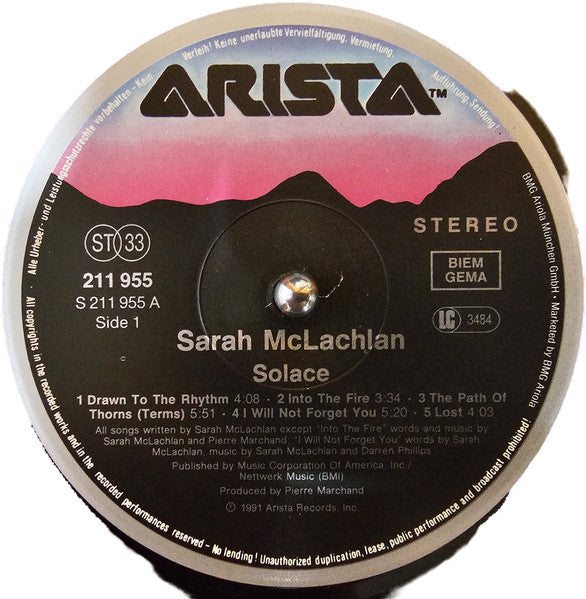 Alle Urheber- und Leistungsschutzrechte vorbehalten - Kein Verleih! Keine unerlaubte Vervielfältigung, Vermietung, Aufführung, Sendung!
ARISTA™
ST 33
STEREO
211 955
S 211 955 A
Side 1
BIEM
GEMA
LC 3484
Sarah McLachlan
Solace
1 Drawn To The Rhythm 4:08 · 2 Into The Fire 3:34 · 3 The Path Of
Thorns (Terms) 5:51 · 4 I Will Not Forget You 5:20 · 5 Lost 4:03
All songs written by Sarah McLachlan except "Into The Fire" words and music by
Sarah McLachlan and Pierre Marchand, "I Will Not Forget You" words by Sarah
McLachlan, music by Sarah McLachlan and Darren Phillips
Published by Music Corporation Of America, Inc./
Nettwerk Music (BMI)
Produced by Pierre Marchand
℗ 1991 Arista Records, Inc
BMG Ariola München GmbH · Marketed by BMG Ariola
All copyrights in the recorded works and in the recorded performances reserved - No lending! Unauthorized duplication, lease, public performance and broadcast prohibited!